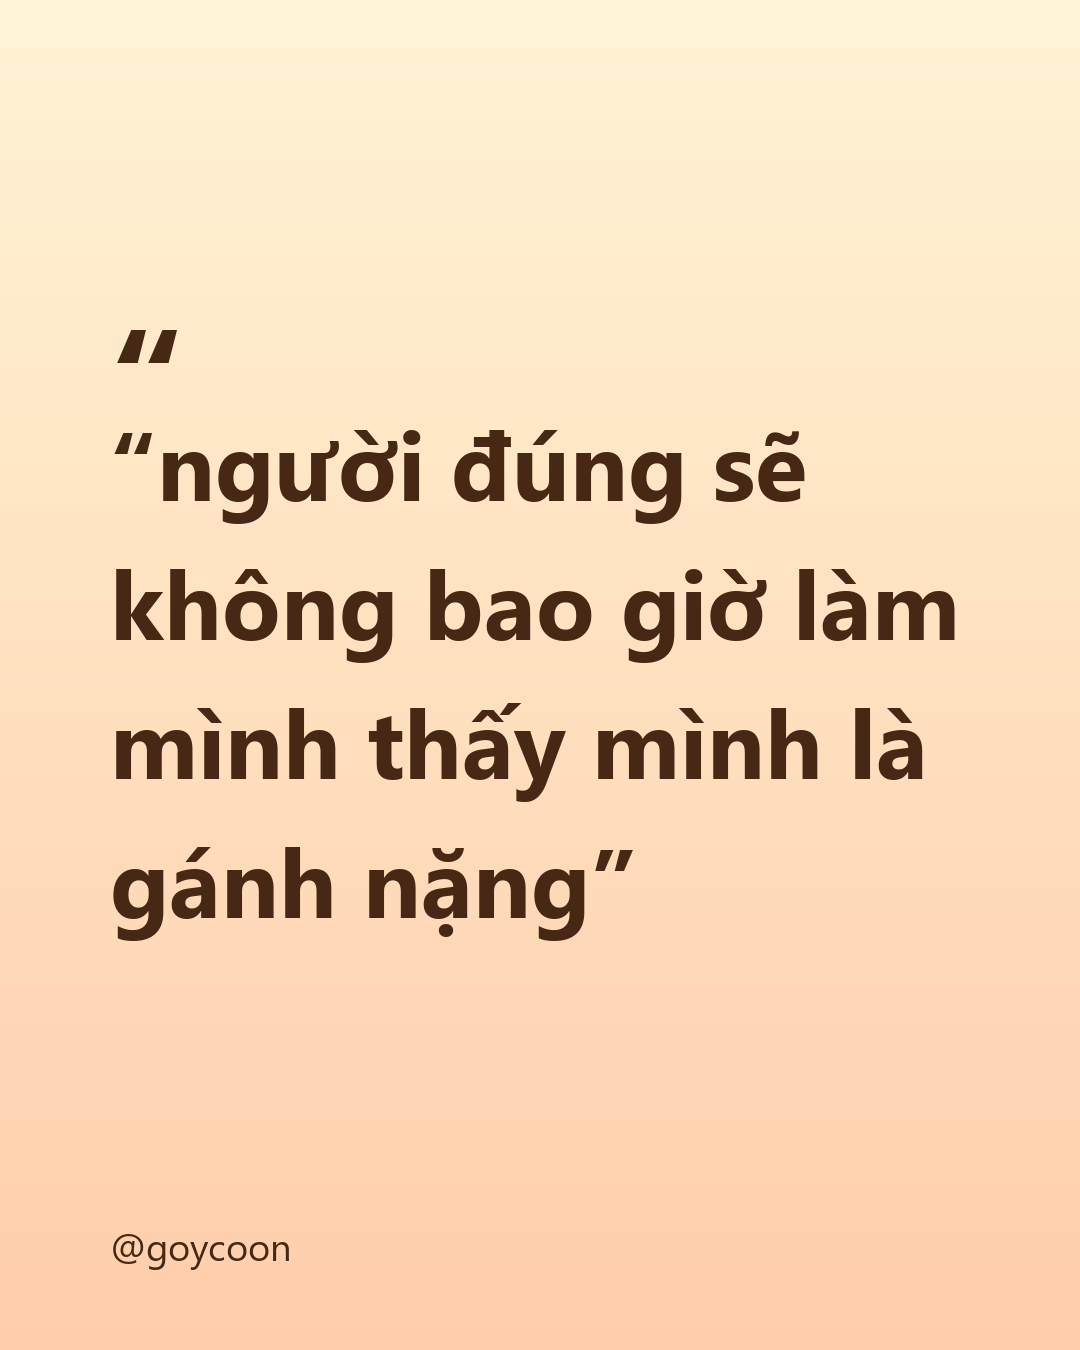 “
“người đúng sẽ
không bao giờ làm
mình thấy mình là
gánh nặng”
@goycoon